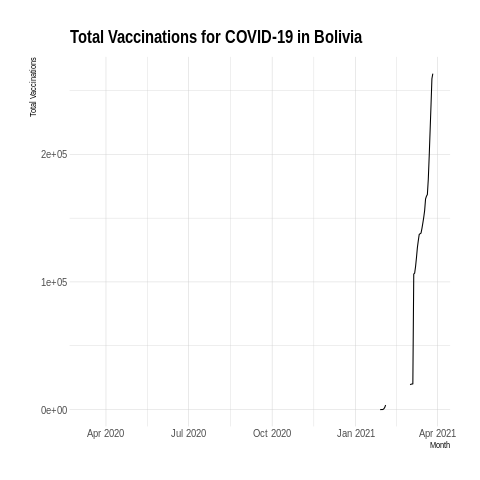 Total Vaccinations for COVID-19 in Bolivia
Total Vaccinations
2e+05
1e+05
0e+00
Apr 2020 Jul 2020 Oct 2020 Jan 2021 Apr 2021
Month